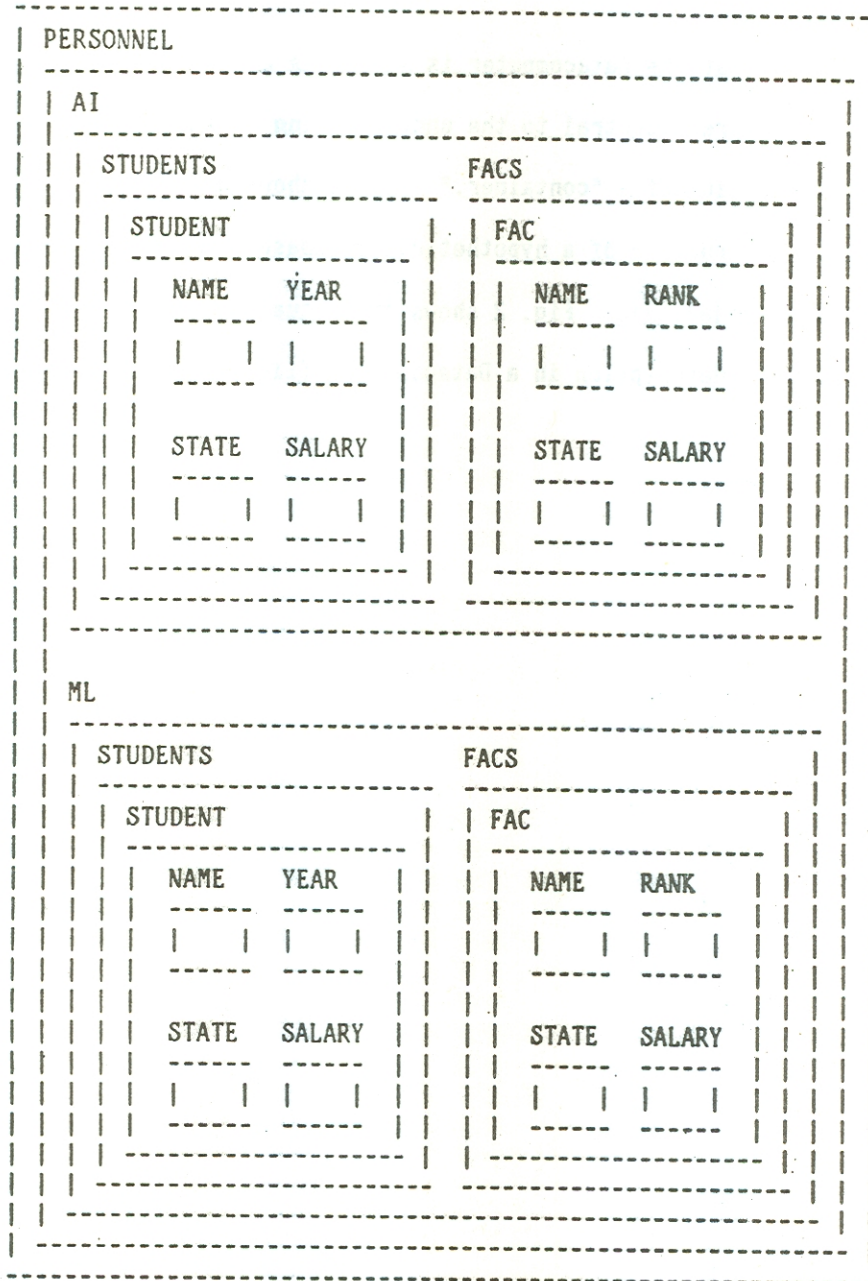 PERSONNEL
AI
STUDENTS FACS
STUDENT FAC
NAME YEAR NAME RANK
STATE SALARY STATE SALARY
ML
STUDENTS FACS
STUDENT FAC
NAME YEAR NAME RANK
STATE SALARY STATE SALARY